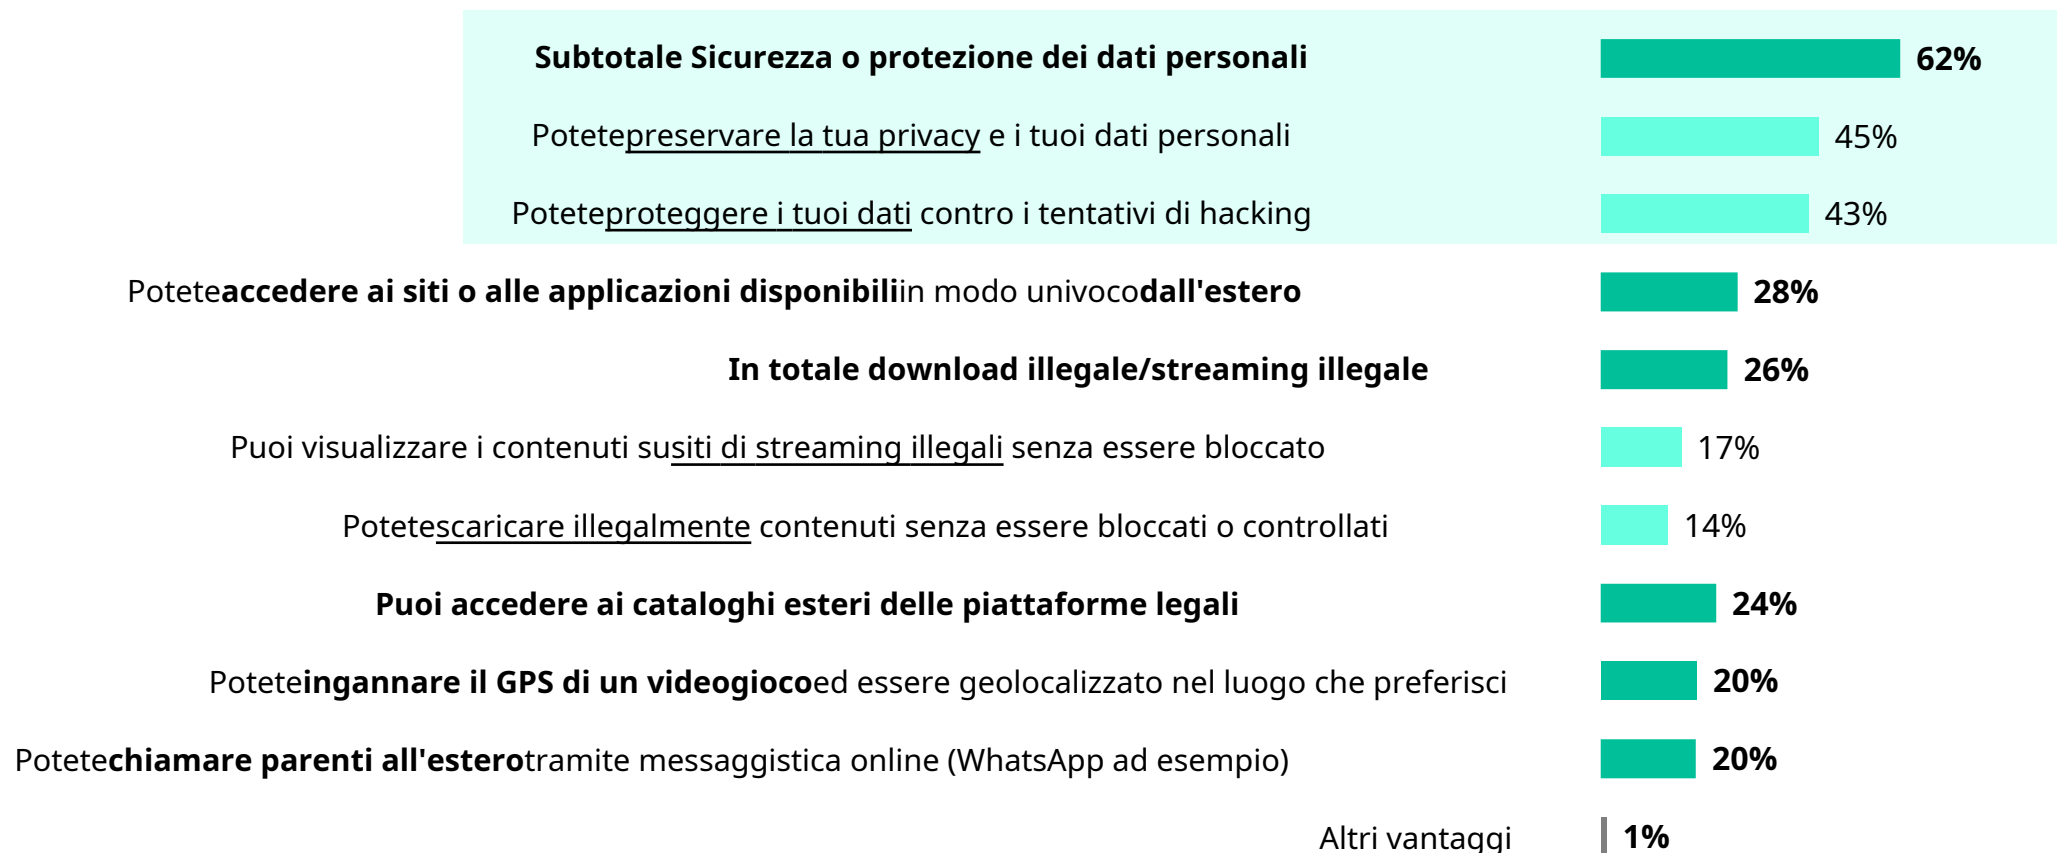 Subtotale Sicurezza o protezione dei dati personali 62%
Potetepreservare la tua privacy e i tuoi dati personali 45%
Poteteproteggere i tuoi dati contro i tentativi di hacking 43%
Poteteaccedere ai siti o alle applicazioni disponibiliin modo univocodall'estero 28%
In totale download illegale/streaming illegale 26%
Puoi visualizzare i contenuti susiti di streaming illegali senza essere bloccato 17%
Potetescaricare illegalmente contenuti senza essere bloccati o controllati 14%
Puoi accedere ai cataloghi esteri delle piattaforme legali 24%
Poteteingannare il GPS di un videogiocoed essere geolocalizzato nel luogo che preferisci 20%
Potetechiamare parenti all'esterotramite messaggistica online (WhatsApp ad esempio) 20%
Altri vantaggi 1%